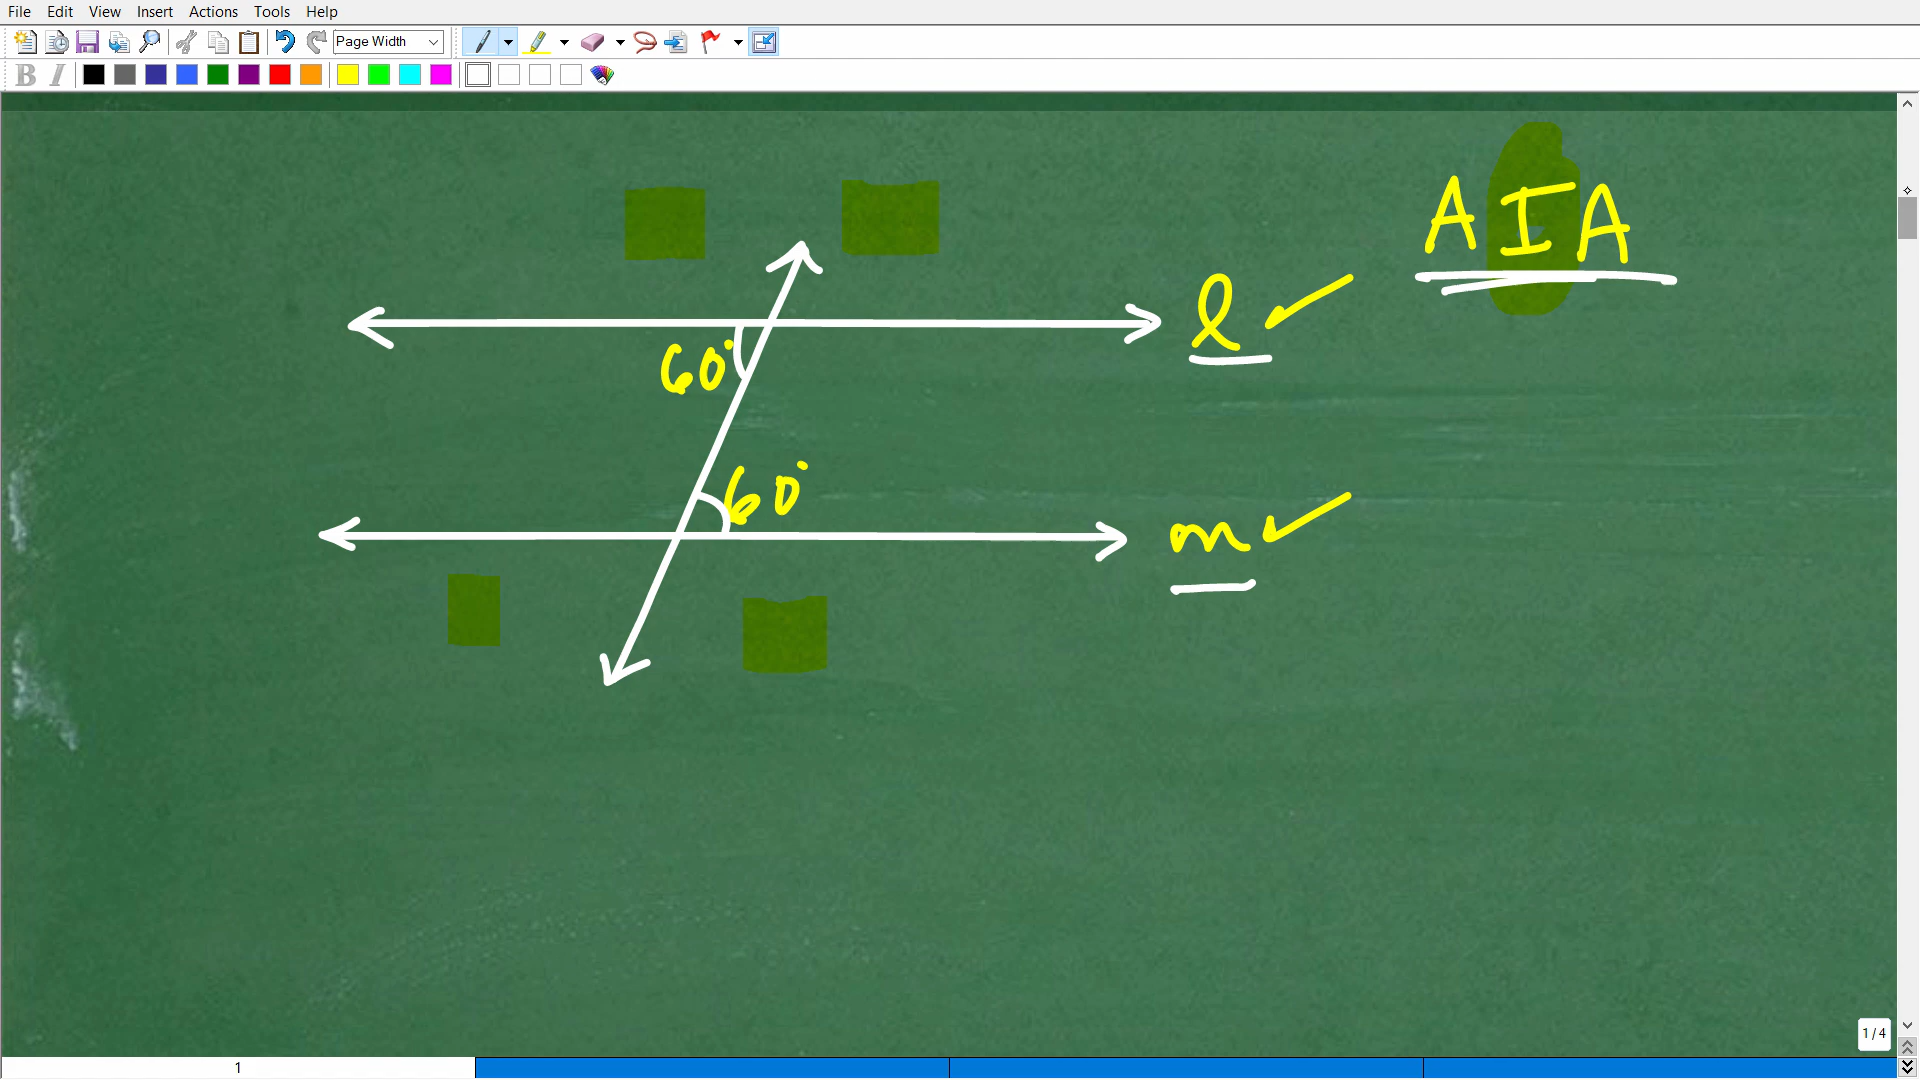 File Edit View Insert Actions Tools Help
Page Width
B I
AIA
l
60°
60°
m
1 / 4
1